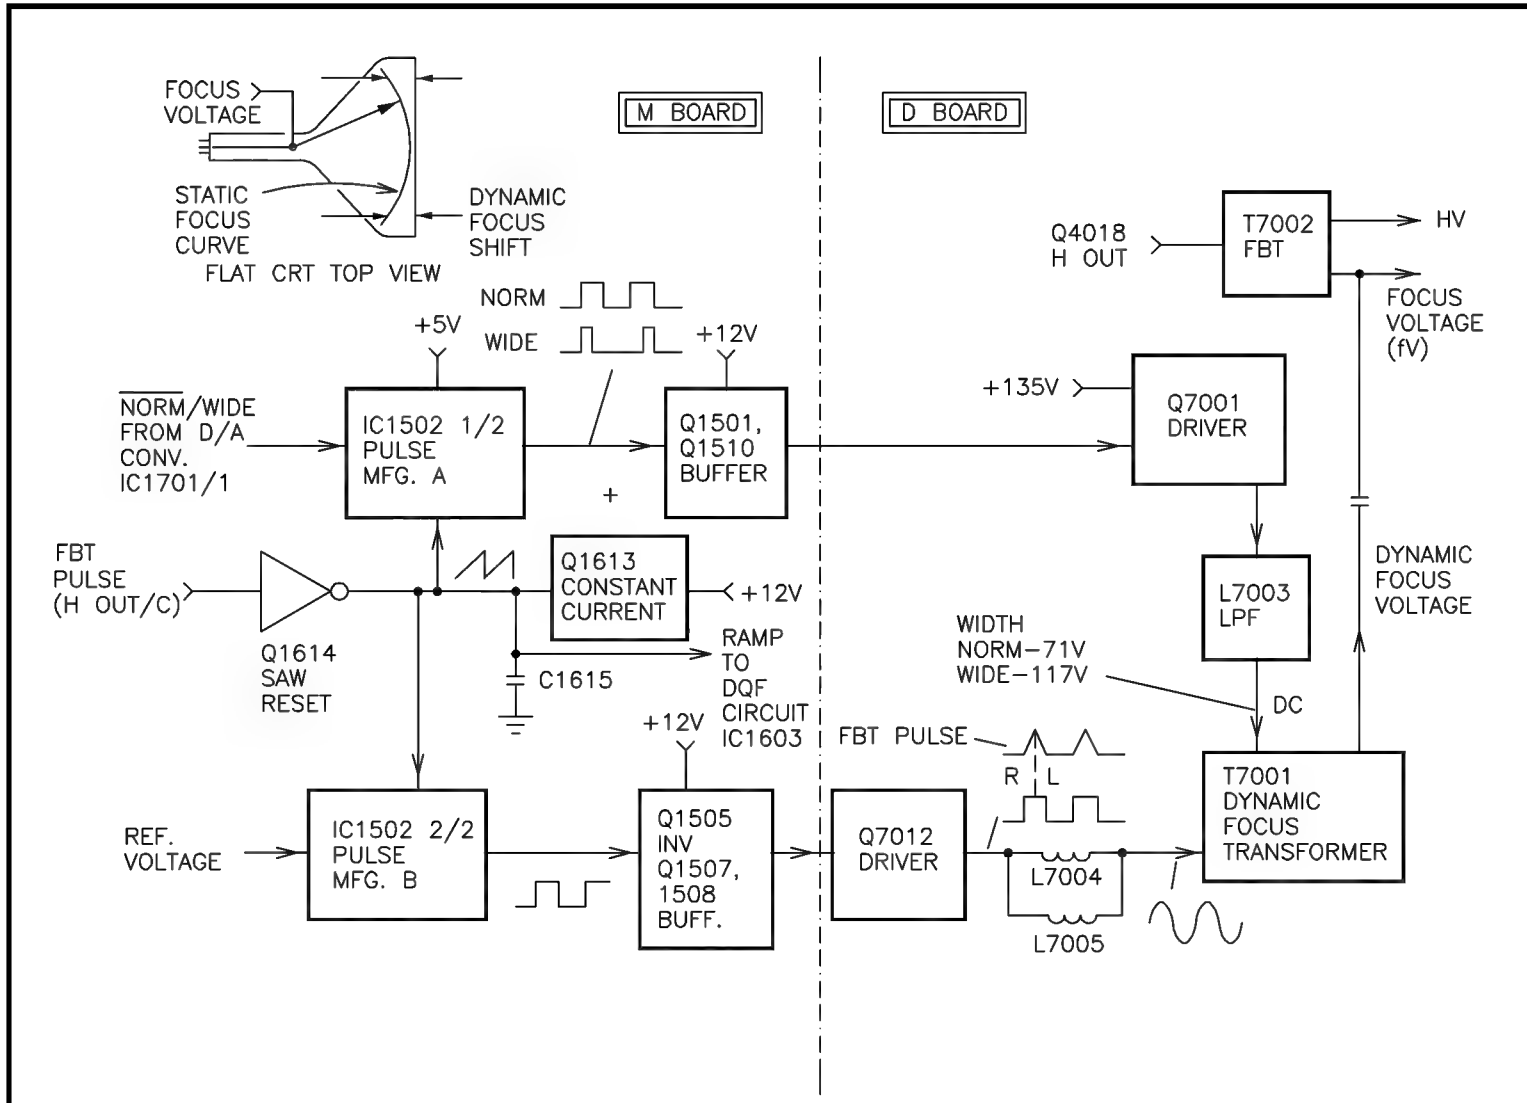 FOCUS
VOLTAGE
STATIC
FOCUS
CURVE
DYNAMIC
FOCUS
SHIFT
FLAT CRT TOP VIEW
M BOARD
D BOARD
Q4018
H OUT
T7002
FBT
HV
FOCUS
VOLTAGE
(fV)
NORM
WIDE
+5V
+12V
NORM/WIDE
FROM D/A
CONV.
IC1701/1
IC1502 1/2
PULSE
MFG. A
+
Q1501,
Q1510
BUFFER
+135V
Q7001
DRIVER
FBT
PULSE
(H OUT/C)
Q1614
SAW
RESET
Q1613
CONSTANT
CURRENT
+12V
C1615
RAMP
TO
DQF
CIRCUIT
IC1603
L7003
LPF
DYNAMIC
FOCUS
VOLTAGE
WIDTH
NORM-71V
WIDE-117V
DC
REF.
VOLTAGE
IC1502 2/2
PULSE
MFG. B
+12V
Q1505
INV
Q1507,
1508
BUFF.
Q7012
DRIVER
FBT PULSE
R L
L7004
L7005
T7001
DYNAMIC
FOCUS
TRANSFORMER